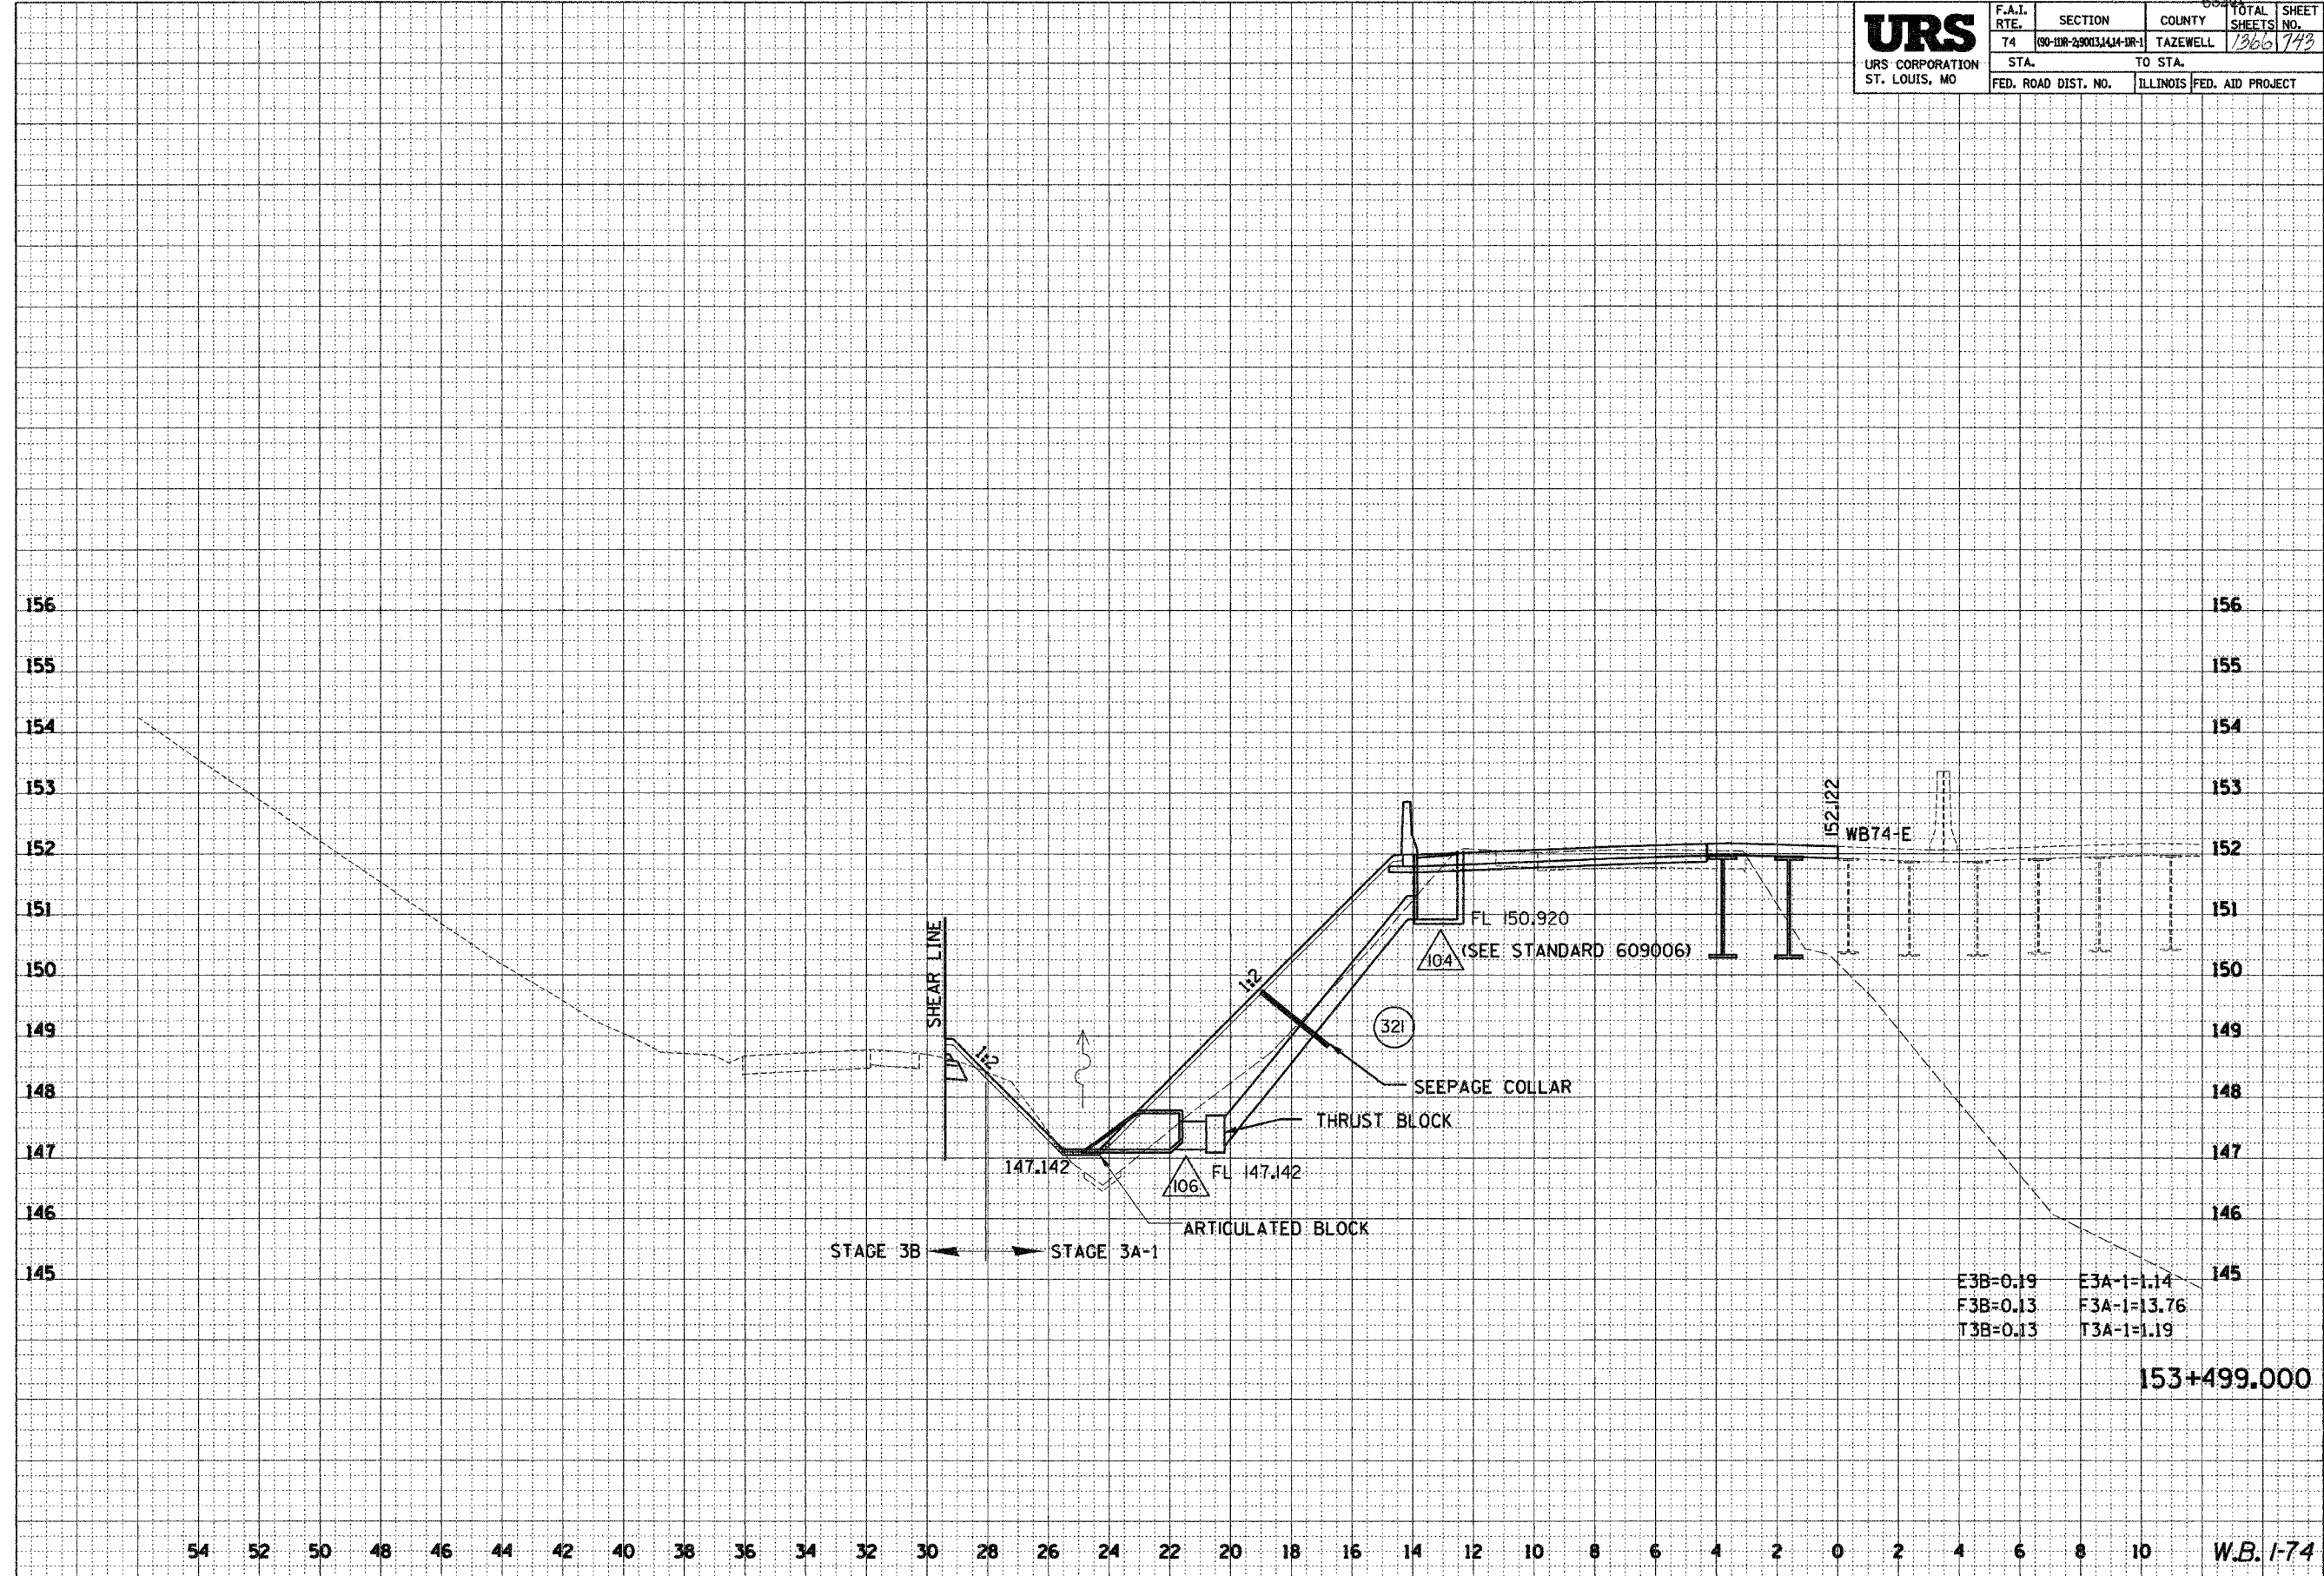 URS
URS CORPORATION
ST. LOUIS, MO
F.A.I. RTE. SECTION COUNTY TOTAL SHEETS SHEET NO.
74 TAZEWELL 1366 743
STA. TO STA.
FED. ROAD DIST. NO. ILLINOIS FED. AID PROJECT
156 156
155 155
154 154
153 153
152.122
WB74-E
152 152
151 151
FL 150.920
104 (SEE STANDARD 609006)
SHEAR LINE
150 150
1:2
149 149
321
1:2
148 148
SEEPAGE COLLAR
THRUST BLOCK
147 147
147.142
106 FL 147.142
146 146
ARTICULATED BLOCK
STAGE 3B STAGE 3A-1
145 145
E3B=0.19 E3A-1=1.14
F3B=0.13 F3A-1=13.76
T3B=0.13 T3A-1=1.19
153+499.000
54 52 50 48 46 44 42 40 38 36 34 32 30 28 26 24 22 20 18 16 14 12 10 8 6 4 2 0 2 4 6 8 10 W.B. I-74